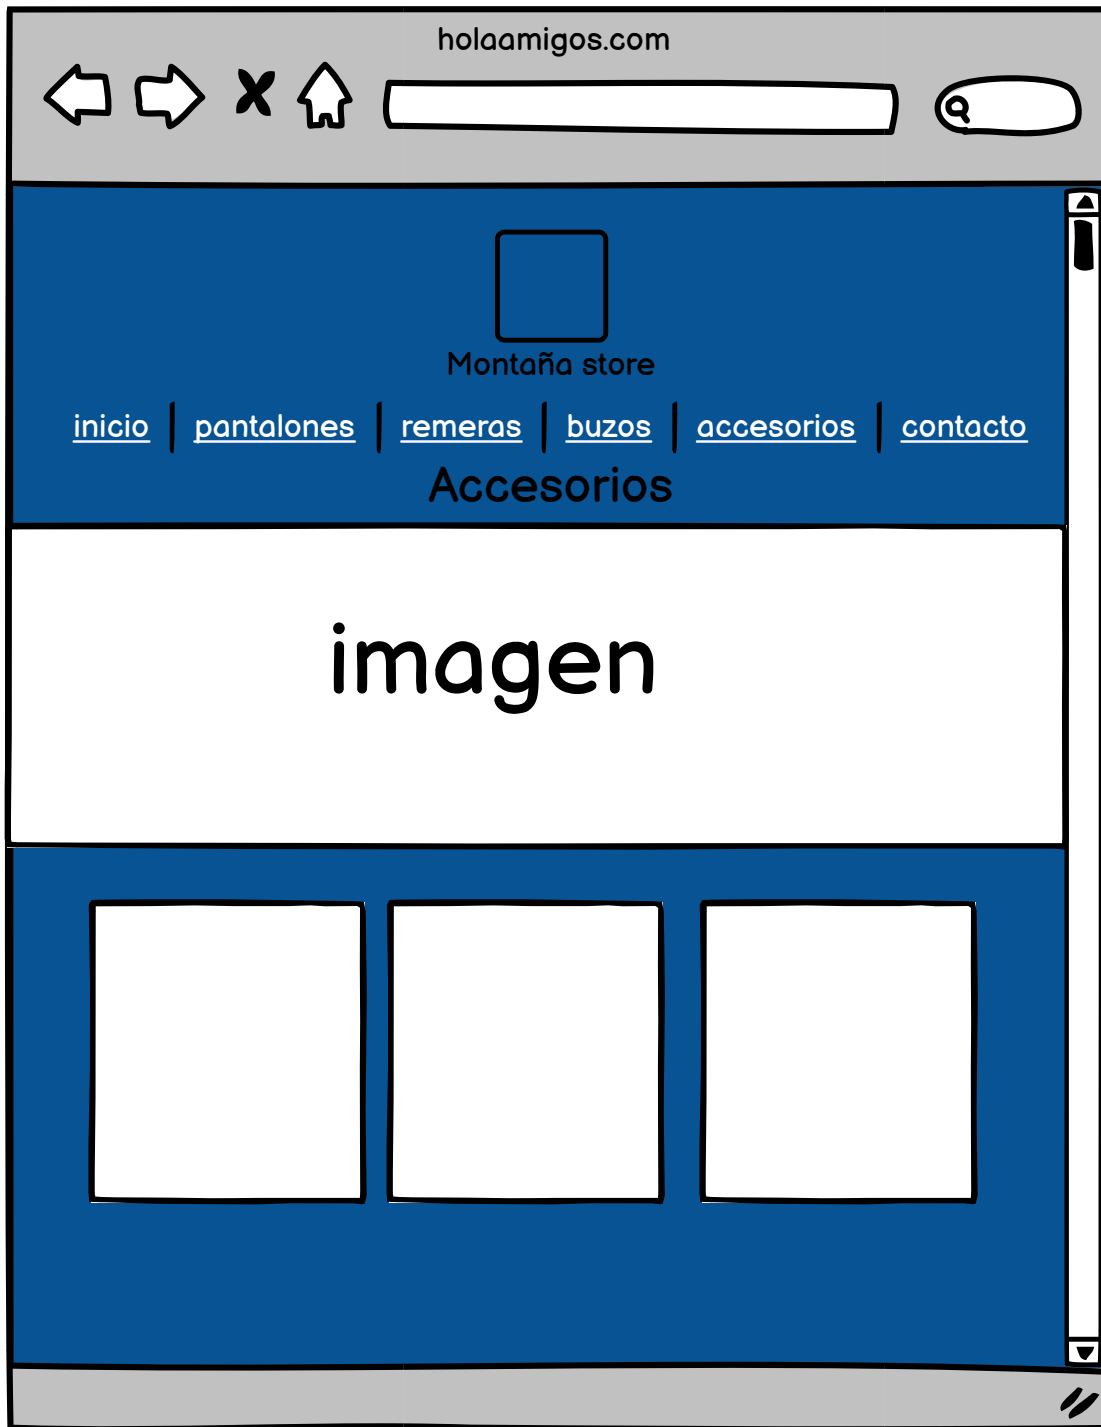 holaamigos.com
Montaña store
inicio | pantalones | remeras | buzos | accesorios | contacto
Accesorios
imagen